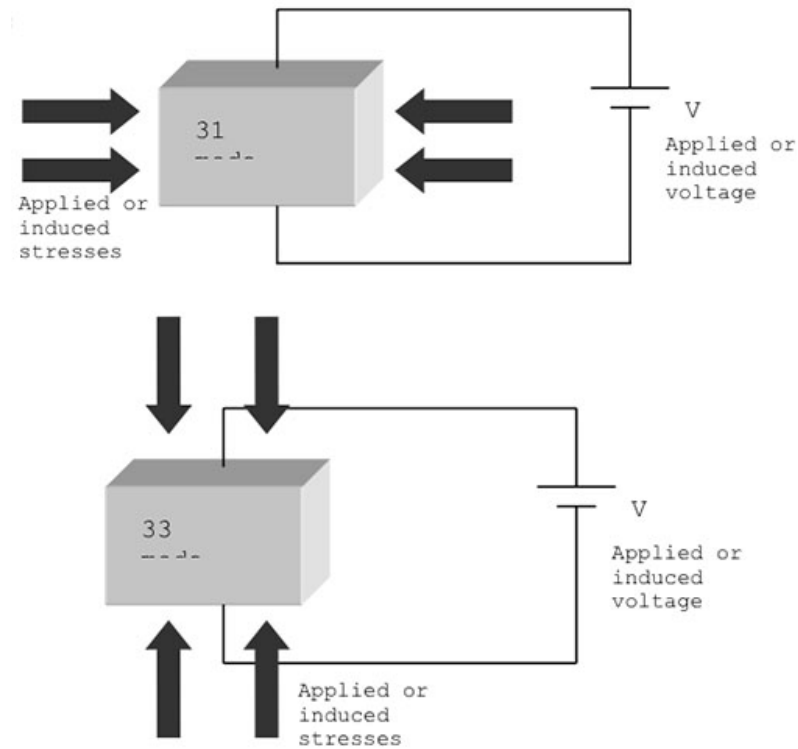 31
V
Applied or
induced
voltage
Applied or
induced
stresses
33
V
Applied or
induced
voltage
Applied or
induced
stresses